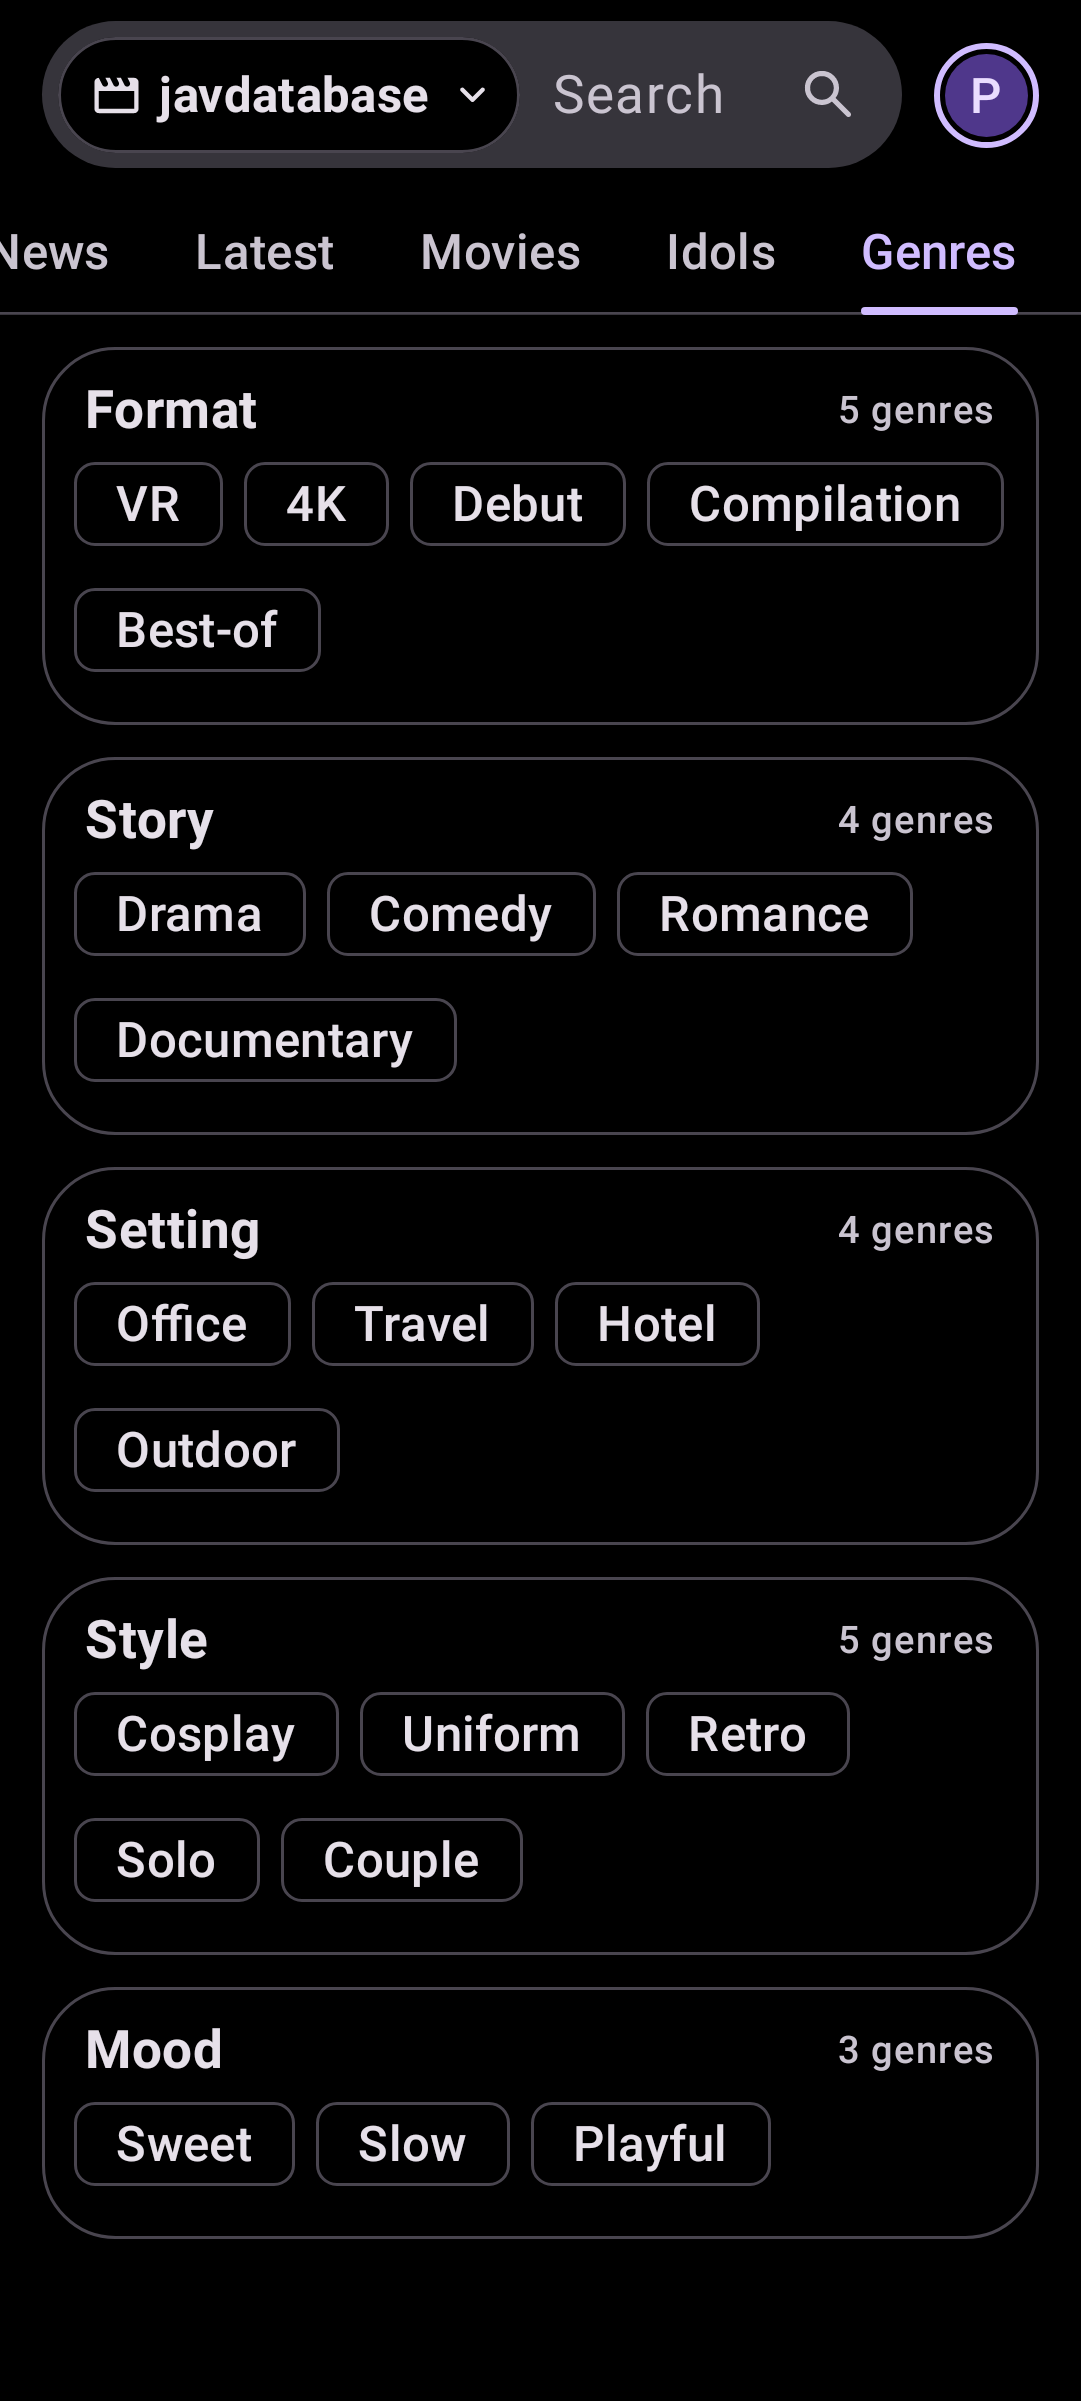 javdatabase Search P
News Latest Movies Idols Genres
Format 5 genres
VR 4K Debut Compilation
Best-of
Story 4 genres
Drama Comedy Romance
Documentary
Setting 4 genres
Office Travel Hotel
Outdoor
Style 5 genres
Cosplay Uniform Retro
Solo Couple
Mood 3 genres
Sweet Slow Playful